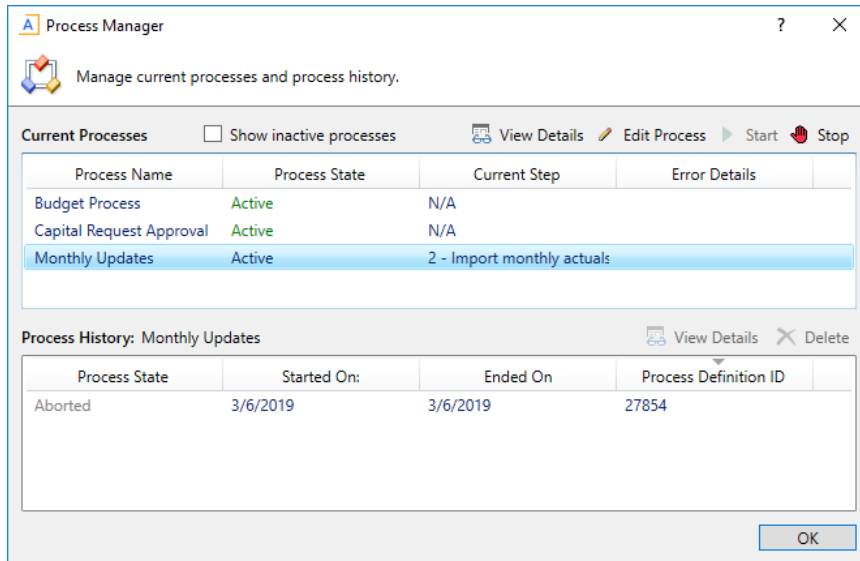 A Process Manager ?
Manage current processes and process history.
Current Processes Show inactive processes View Details Edit Process Start Stop
Process Name Process State Current Step Error Details
Budget Process Active N/A
Capital Request Approval Active N/A
Monthly Updates Active 2 - Import monthly actuals
Process History: Monthly Updates View Details Delete
Process State Started On: Ended On Process Definition ID
Aborted 3/6/2019 3/6/2019 27854
OK